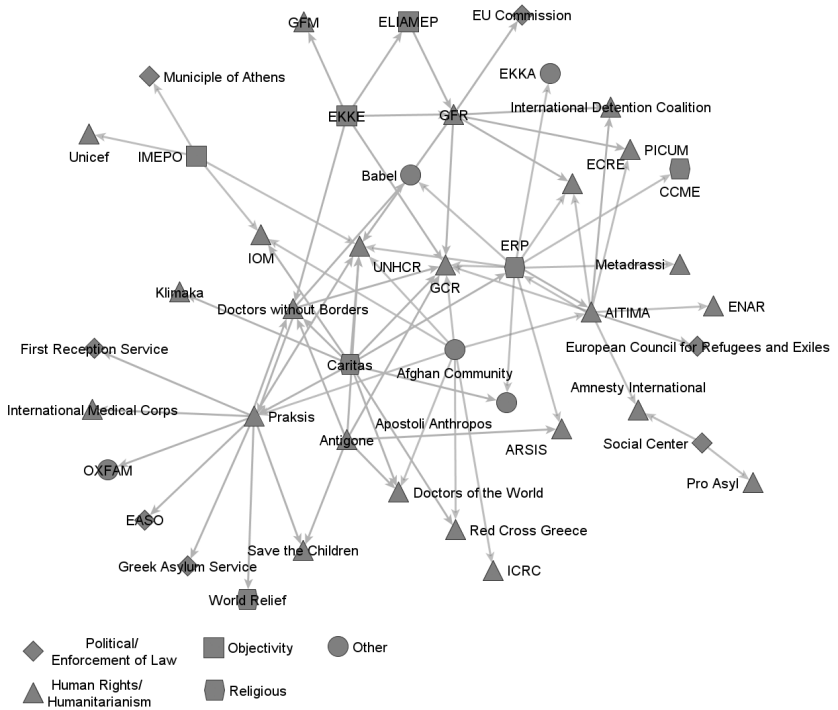 GFM
ELIAMEP
EU Commission
Municiple of Athens
EKKA
EKKE
GFR
International Detention Coalition
Unicef
IMEPO
PICUM
ECRE
Babel
CCME
IOM
UNHCR
ERP
GCR
Metadrassi
Klimaka
Doctors without Borders
AITIMA
ENAR
First Reception Service
European Council for Refugees and Exiles
Caritas
Afghan Community
Amnesty International
International Medical Corps
Praksis
Apostoli Anthropos
Antigone
ARSIS
Social Center
OXFAM
Pro Asyl
Doctors of the World
EASO
Red Cross Greece
Save the Children
Greek Asylum Service
ICRC
World Relief
Political/
Enforcement of Law
Objectivity
Other
Human Rights/
Humanitarianism
Religious